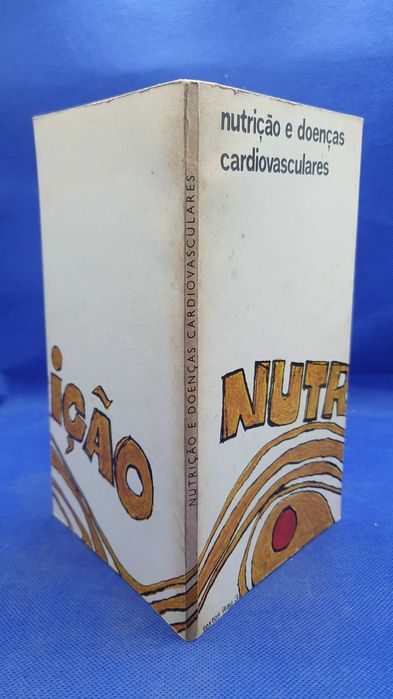 nutrição e doenças
cardiovasculares
NUTRIÇÃO E DOENÇAS CARDIOVASCULARES
NUTR
IÇÃO